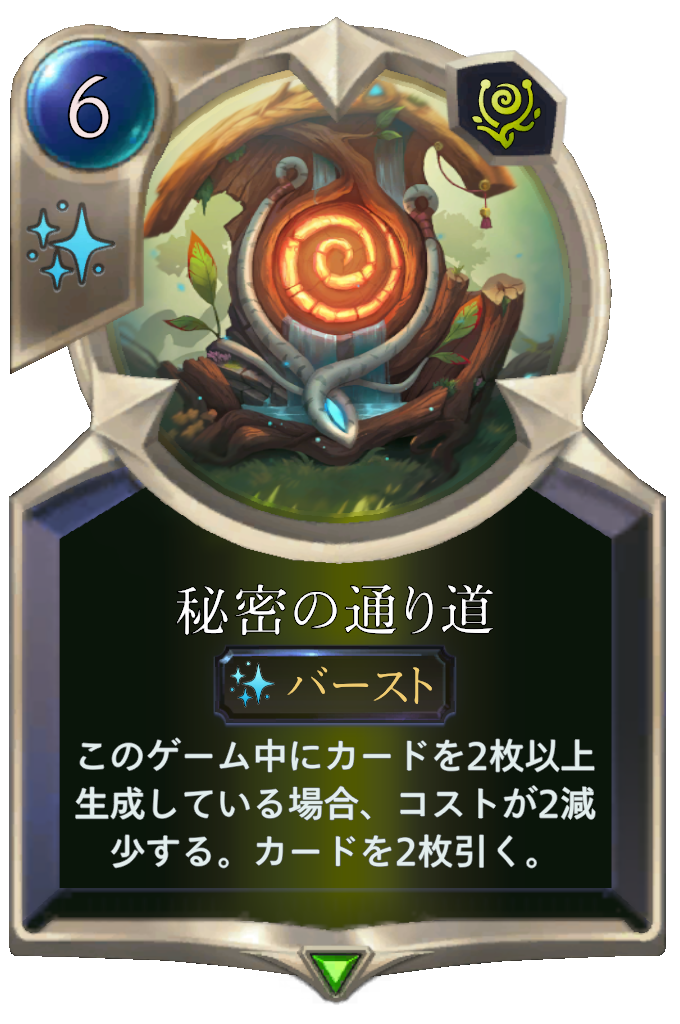 6
秘密の通り道
バースト
このゲーム中にカードを2枚以上
生成している場合、コストが2減
少する。カードを2枚引く。